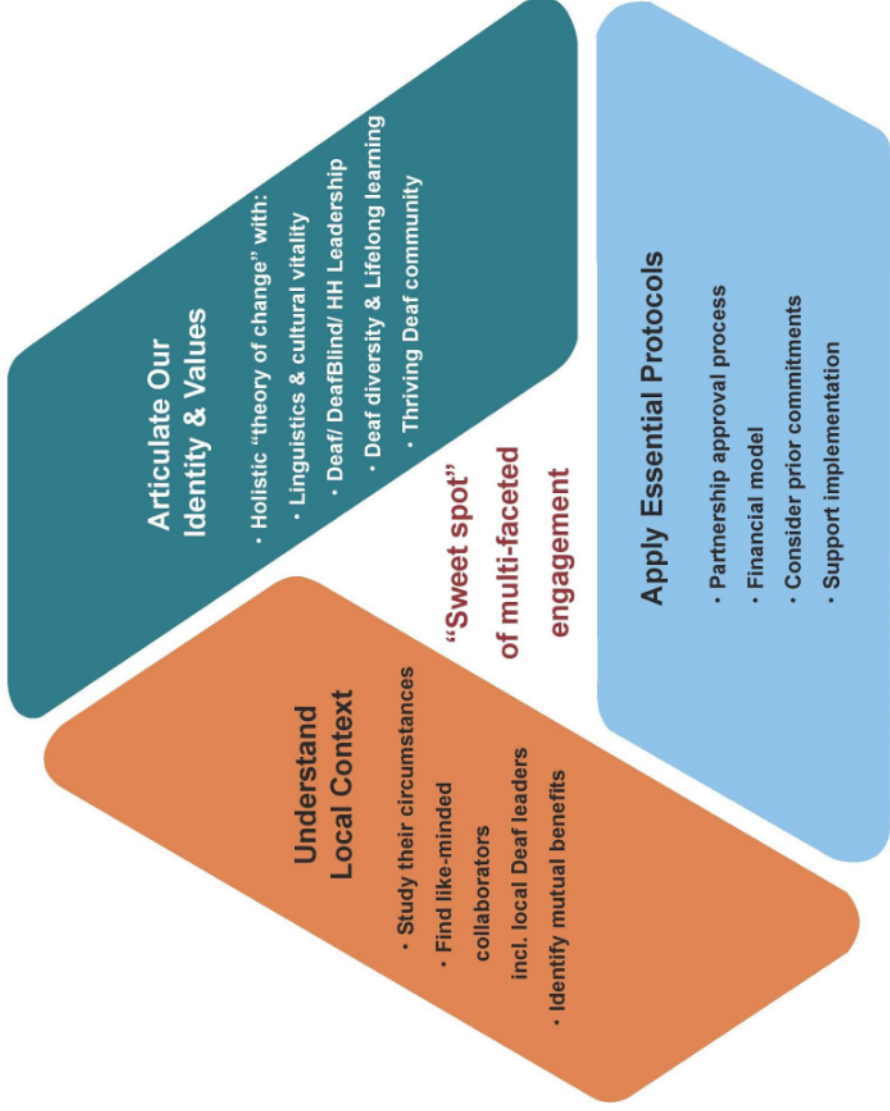 Articulate Our
Identity & Values
· Holistic “theory of change” with:
· Linguistics & cultural vitality
· Deaf/ DeafBlind/ HH Leadership
· Deaf diversity & Lifelong learning
· Thriving Deaf community
Understand
Local Context
· Study their circumstances
· Find like-minded
collaborators
incl. local Deaf leaders
· Identify mutual benefits
“Sweet spot”
of multi-faceted
engagement
Apply Essential Protocols
· Partnership approval process
· Financial model
· Consider prior commitments
· Support implementation